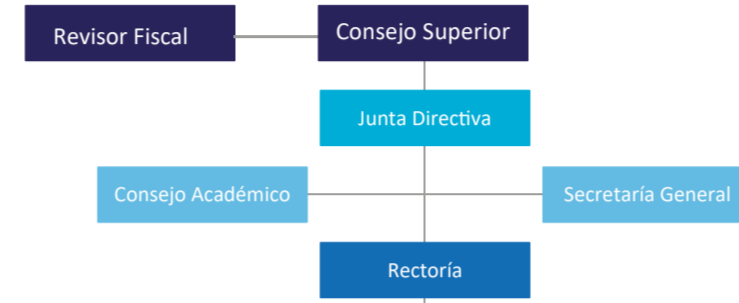 Revisor Fiscal
Consejo Superior
Junta Directiva
Consejo Académico
Secretaría General
Rectoría